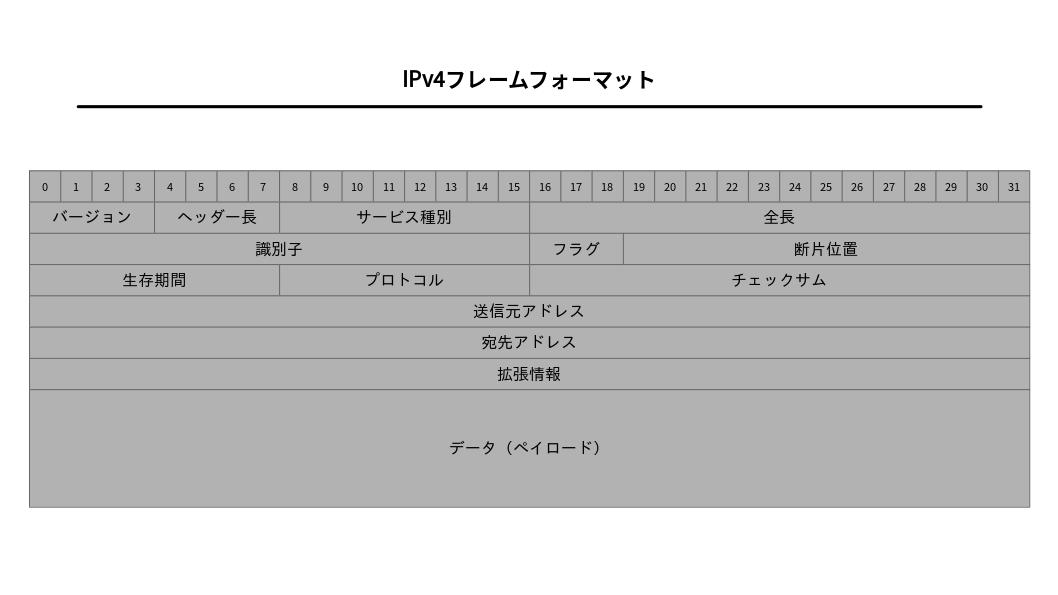 IPv4フレームフォーマット
0 1 2 3 4 5 6 7 8 9 10 11 12 13 14 15 16 17 18 19 20 21 22 23 24 25 26 27 28 29 30 31
バージョン ヘッダー長 サービス種別 全長
識別子 フラグ 断片位置
生存期間 プロトコル チェックサム
送信元アドレス
宛先アドレス
拡張情報
データ（ペイロード）